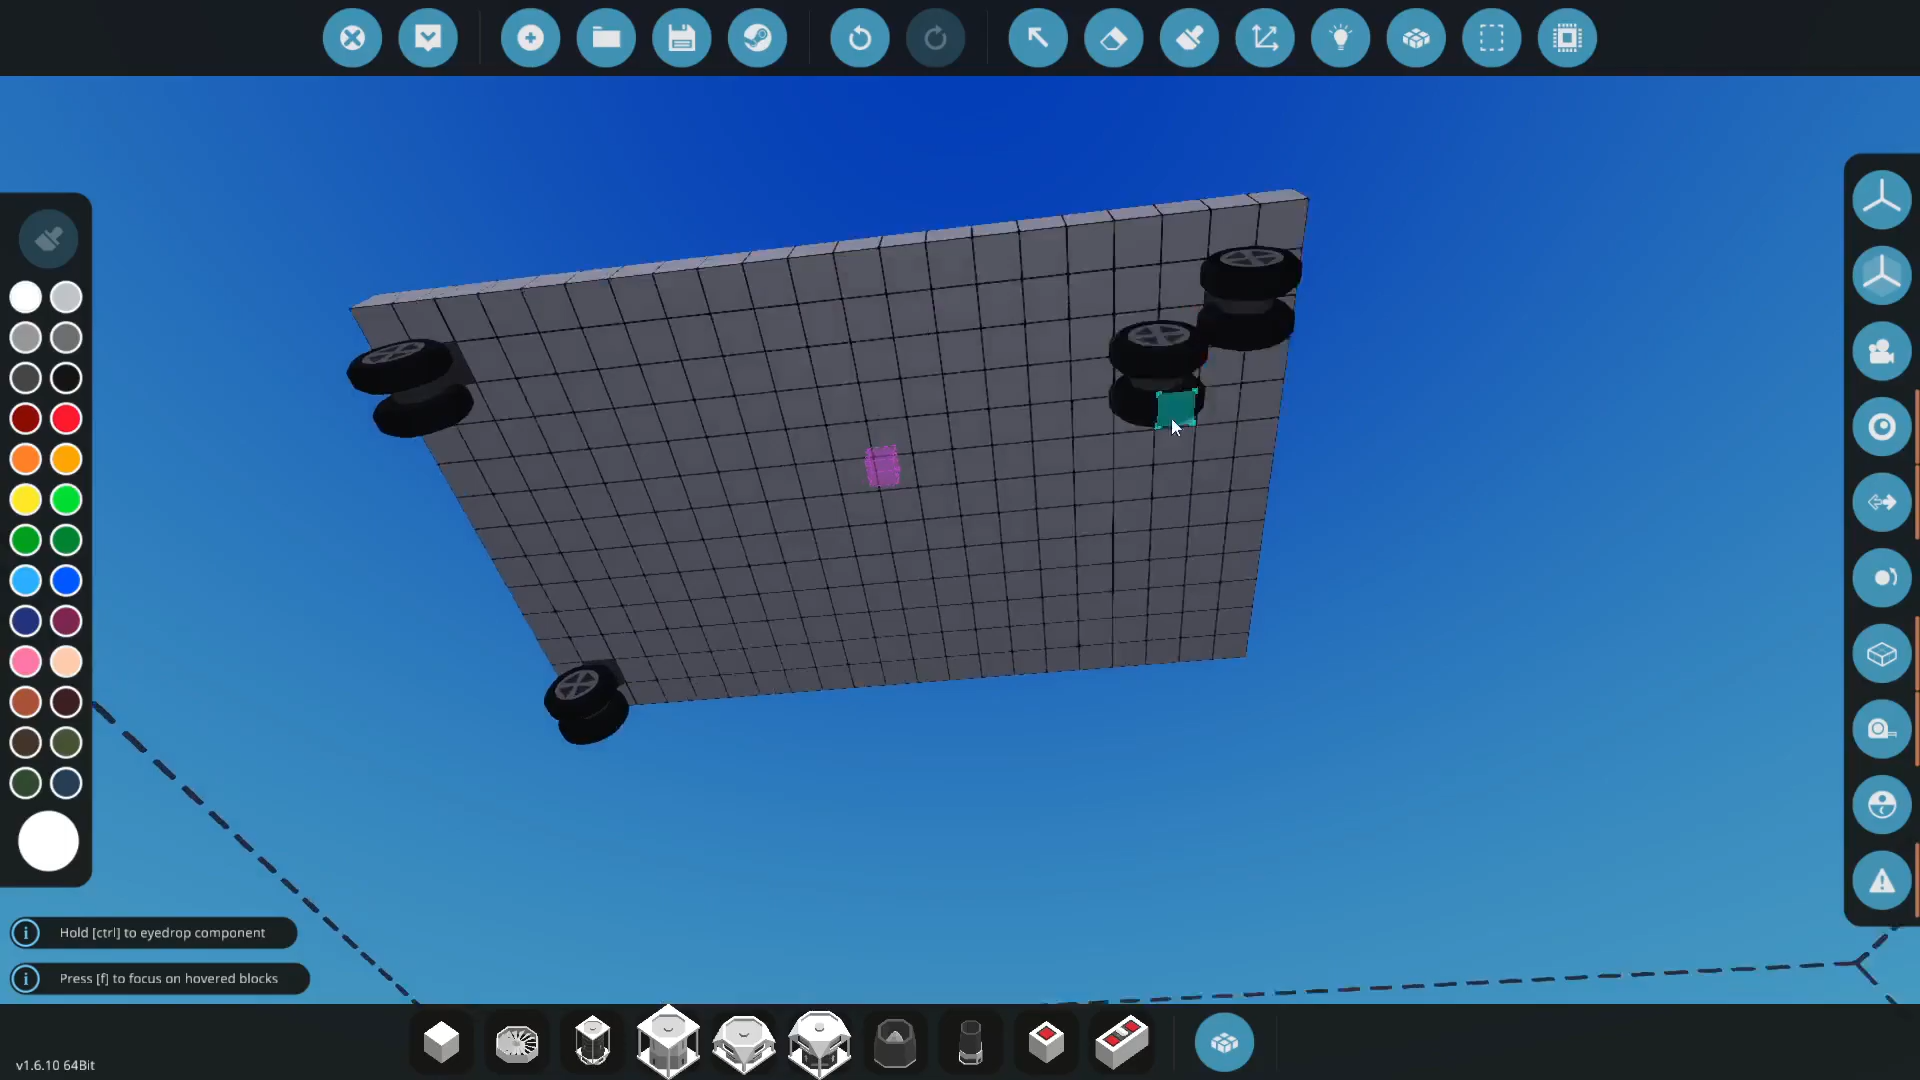 Hold [ctrl] to eyedrop component
Press [f] to focus on hovered blocks
v1.6.10 64Bit